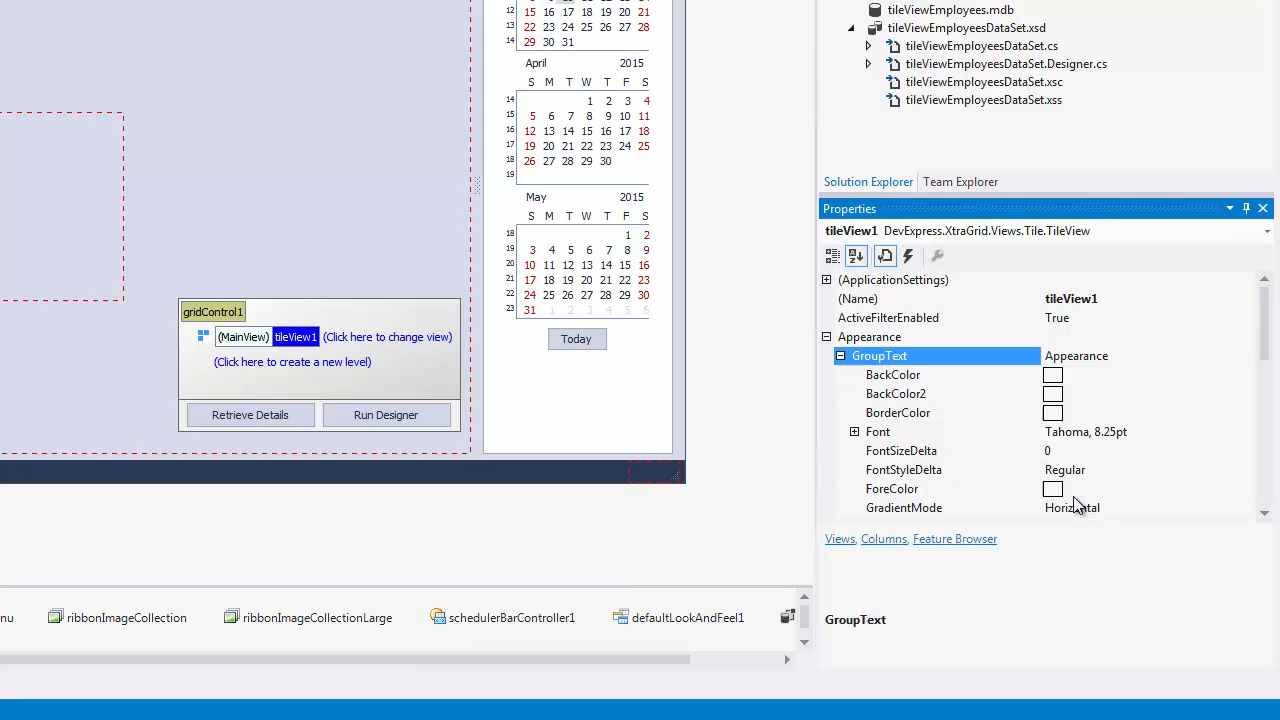 12 15 16 17 18 19 20 21
13 22 23 24 25 26 27 28
14 29 30 31
April 2015
S M T W T F S
14 1 2 3 4
15 5 6 7 8 9 10 11
16 12 13 14 15 16 17 18
17 19 20 21 22 23 24 25
18 26 27 28 29 30
19
May 2015
S M T W T F S
18 1 2
19 3 4 5 6 7 8 9
20 10 11 12 13 14 15 16
21 17 18 19 20 21 22 23
22 24 25 26 27 28 29 30
23 31 1 2 3 4 5 6
Today
gridControl1
(MainView) tileView1 (Click here to change view)
(Click here to create a new level)
Retrieve Details Run Designer
nu ribbonImageCollection ribbonImageCollectionLarge schedulerBarController1 defaultLookAndFeel1
tileViewEmployees.mdb
tileViewEmployeesDataSet.xsd
tileViewEmployeesDataSet.cs
tileViewEmployeesDataSet.Designer.cs
tileViewEmployeesDataSet.xsc
tileViewEmployeesDataSet.xss
Solution Explorer Team Explorer
Properties
tileView1 DevExpress.XtraGrid.Views.Tile.TileView
(ApplicationSettings)
(Name) tileView1
ActiveFilterEnabled True
Appearance
GroupText Appearance
BackColor
BackColor2
BorderColor
Font Tahoma, 8.25pt
FontSizeDelta 0
FontStyleDelta Regular
ForeColor
GradientMode Horizontal
Views, Columns, Feature Browser
GroupText